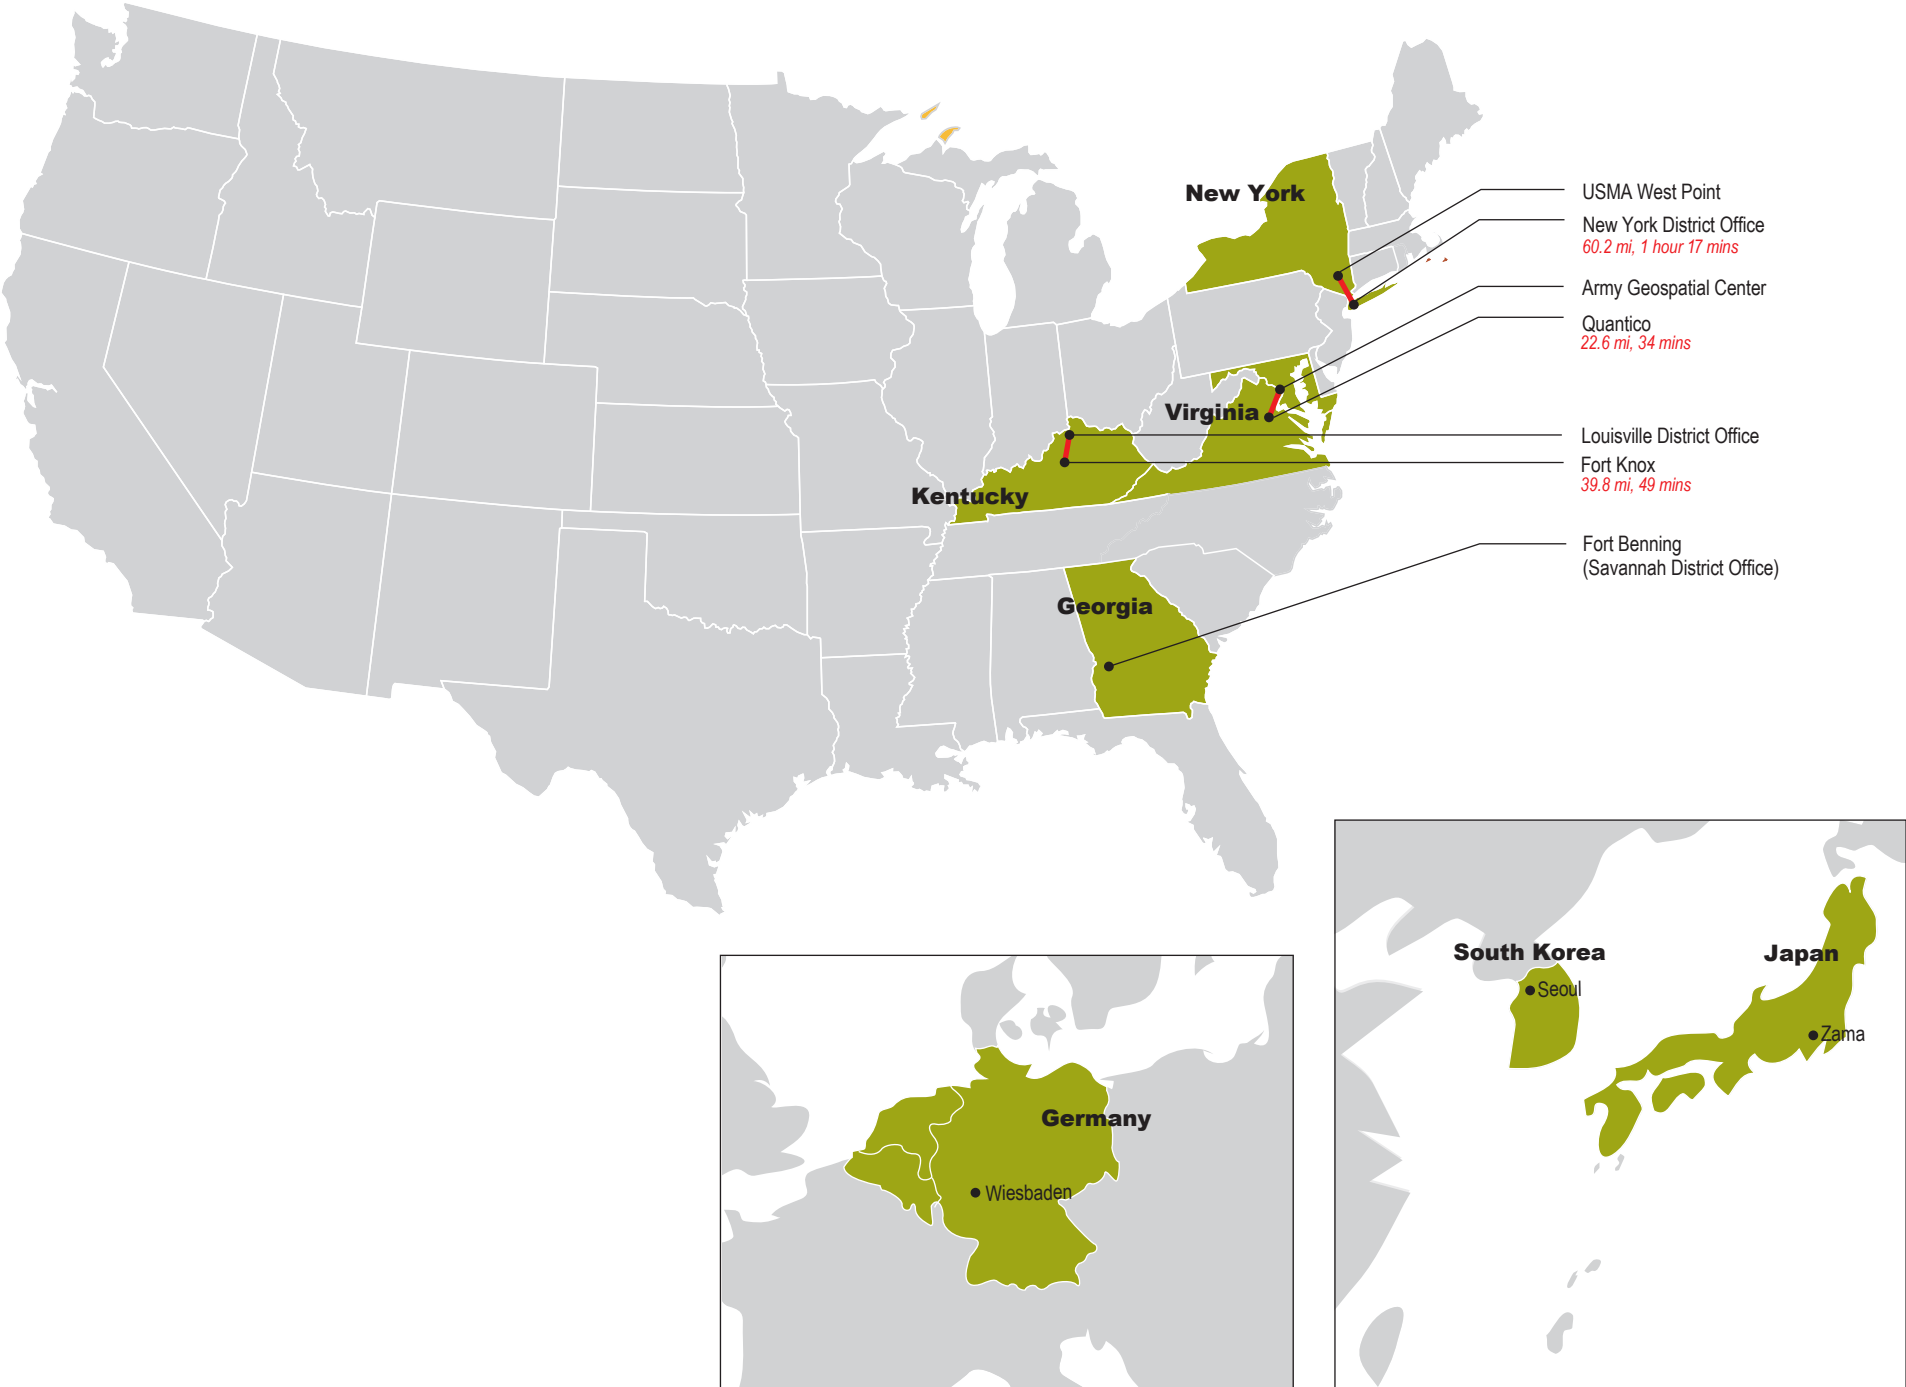 New York
USMA West Point
New York District Office
60.2 mi, 1 hour 17 mins
Army Geospatial Center
Quantico
22.6 mi, 34 mins
Virginia
Louisville District Office
Fort Knox
39.8 mi, 49 mins
Kentucky
Fort Benning
(Savannah District Office)
Georgia
South Korea
Japan
Seoul
Zama
Germany
Wiesbaden